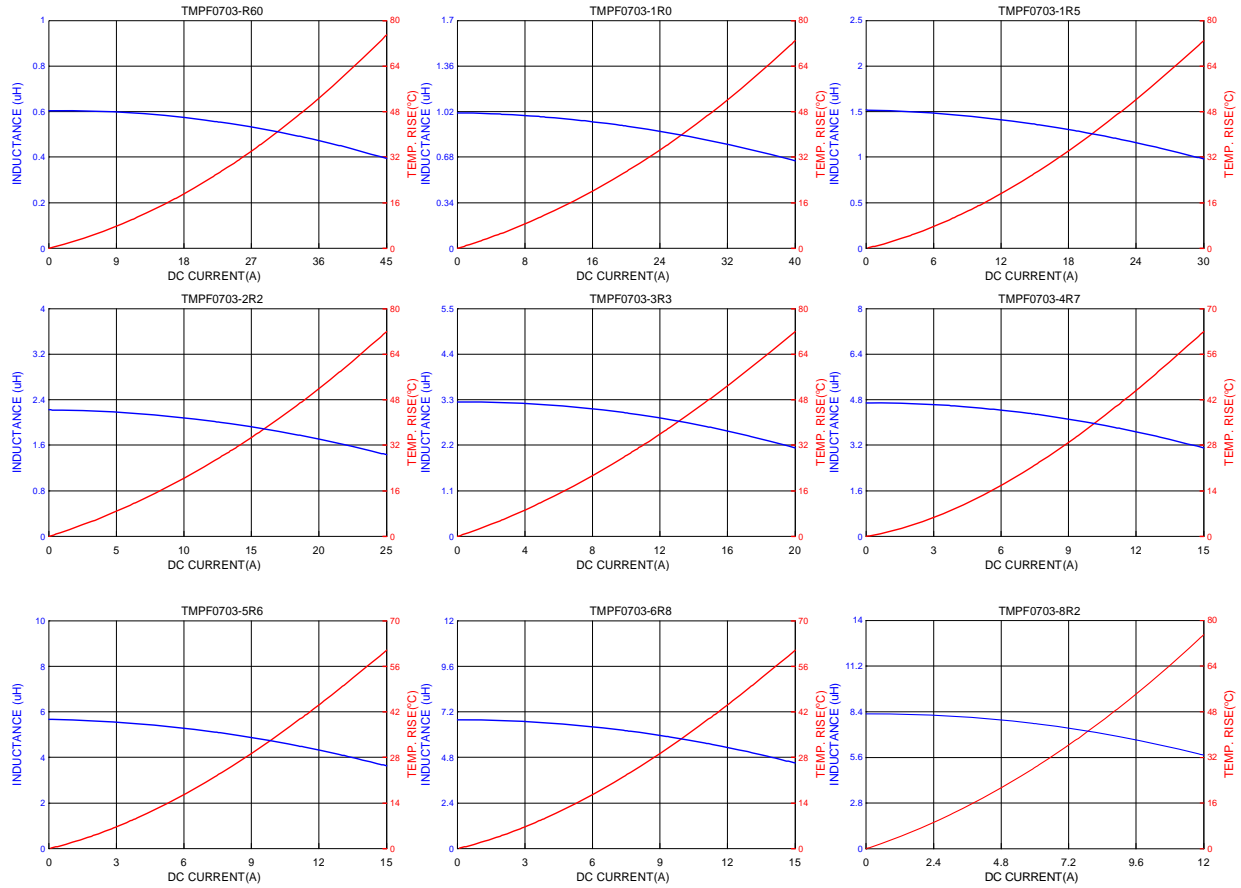 TMPF0703-R60
1
0.8
0.6
0.4
0.2
0
INDUCTANCE (uH)
80
64
48
32
16
0
TEMP. RISE(°C)
0 9 18 27 36 45
DC CURRENT(A)
TMPF0703-1R0
1.7
1.36
1.02
0.68
0.34
0
INDUCTANCE (uH)
80
64
48
32
16
0
TEMP. RISE(°C)
0 8 16 24 32 40
DC CURRENT(A)
TMPF0703-1R5
2.5
2
1.5
1
0.5
0
INDUCTANCE (uH)
80
64
48
32
16
0
TEMP. RISE(°C)
0 6 12 18 24 30
DC CURRENT(A)
TMPF0703-2R2
4
3.2
2.4
1.6
0.8
0
INDUCTANCE (uH)
80
64
48
32
16
0
TEMP. RISE(°C)
0 5 10 15 20 25
DC CURRENT(A)
TMPF0703-3R3
5.5
4.4
3.3
2.2
1.1
0
INDUCTANCE (uH)
80
64
48
32
16
0
TEMP. RISE(°C)
0 4 8 12 16 20
DC CURRENT(A)
TMPF0703-4R7
8
6.4
4.8
3.2
1.6
0
INDUCTANCE (uH)
70
56
42
28
14
0
TEMP. RISE(°C)
0 3 6 9 12 15
DC CURRENT(A)
TMPF0703-5R6
10
8
6
4
2
0
INDUCTANCE (uH)
70
56
42
28
14
0
TEMP. RISE(°C)
0 3 6 9 12 15
DC CURRENT(A)
TMPF0703-6R8
12
9.6
7.2
4.8
2.4
0
INDUCTANCE (uH)
70
56
42
28
14
0
TEMP. RISE(°C)
0 3 6 9 12 15
DC CURRENT(A)
TMPF0703-8R2
14
11.2
8.4
5.6
2.8
0
INDUCTANCE (uH)
80
64
48
32
16
0
TEMP. RISE(°C)
0 2.4 4.8 7.2 9.6 12
DC CURRENT(A)